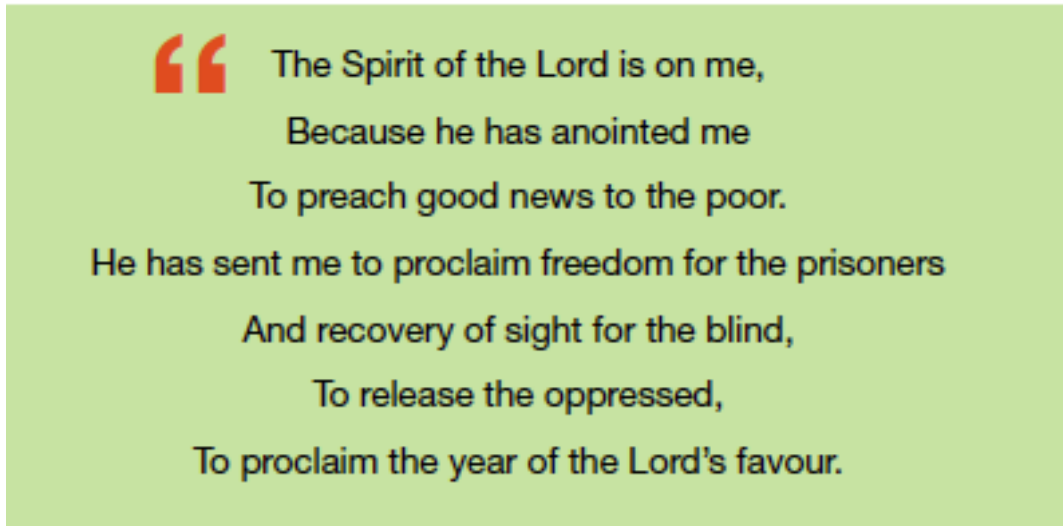 “ The Spirit of the Lord is on me,
Because he has anointed me
To preach good news to the poor.
He has sent me to proclaim freedom for the prisoners
And recovery of sight for the blind,
To release the oppressed,
To proclaim the year of the Lord’s favour.